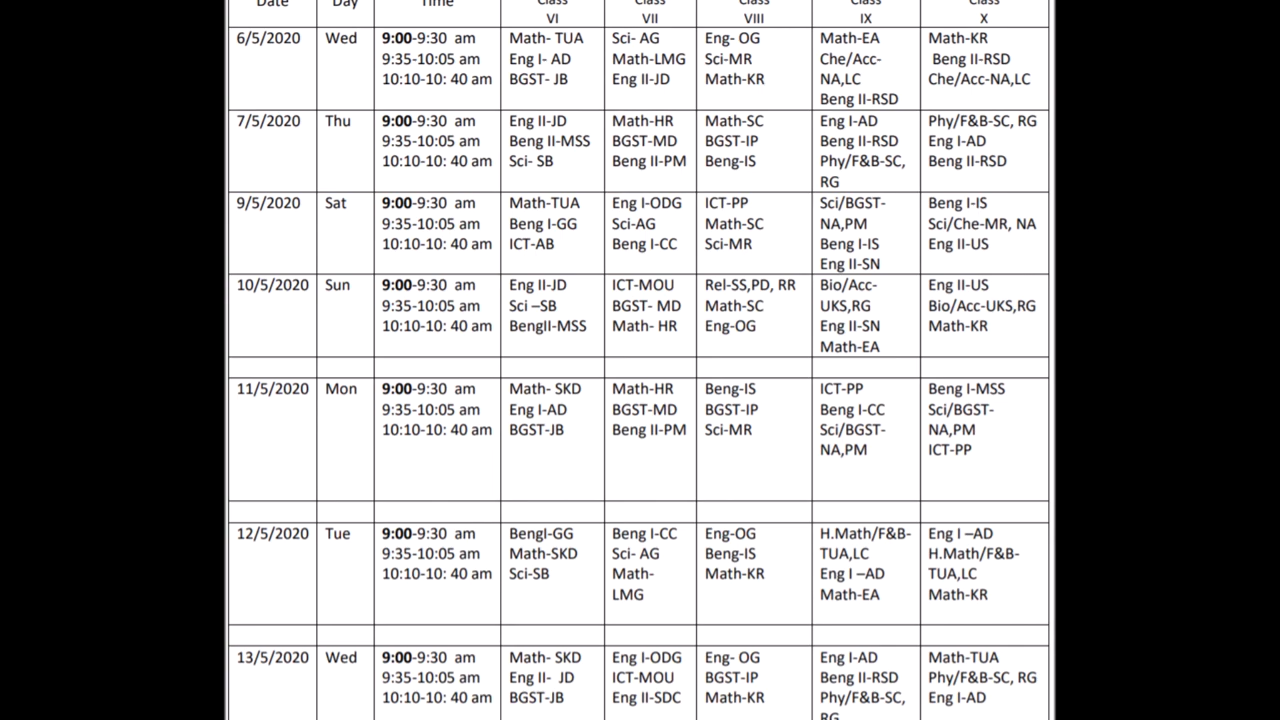 Date Day Time Class Class Class Class Class
VI VII VIII IX X
6/5/2020 Wed 9:00-9:30 am Math- TUA Sci- AG Eng- OG Math-EA Math-KR
9:35-10:05 am Eng I- AD Math-LMG Sci-MR Che/Acc- Beng II-RSD
10:10-10: 40 am BGST- JB Eng II-JD Math-KR NA,LC Che/Acc-NA,LC
Beng II-RSD
7/5/2020 Thu 9:00-9:30 am Eng II-JD Math-HR Math-SC Eng I-AD Phy/F&B-SC, RG
9:35-10:05 am Beng II-MSS BGST-MD BGST-IP Beng II-RSD Eng I-AD
10:10-10: 40 am Sci- SB Beng II-PM Beng-IS Phy/F&B-SC, Beng II-RSD
RG
9/5/2020 Sat 9:00-9:30 am Math-TUA Eng I-ODG ICT-PP Sci/BGST- Beng I-IS
9:35-10:05 am Beng I-GG Sci-AG Math-SC NA,PM Sci/Che-MR, NA
10:10-10: 40 am ICT-AB Beng I-CC Sci-MR Beng I-IS Eng II-US
Eng II-SN
10/5/2020 Sun 9:00-9:30 am Eng II-JD ICT-MOU Rel-SS,PD, RR Bio/Acc- Eng II-US
9:35-10:05 am Sci –SB BGST- MD Math-SC UKS,RG Bio/Acc-UKS,RG
10:10-10: 40 am BengII-MSS Math- HR Eng-OG Eng II-SN Math-KR
Math-EA
11/5/2020 Mon 9:00-9:30 am Math- SKD Math-HR Beng-IS ICT-PP Beng I-MSS
9:35-10:05 am Eng I-AD BGST-MD BGST-IP Beng I-CC Sci/BGST-
10:10-10: 40 am BGST-JB Beng II-PM Sci-MR Sci/BGST- NA,PM
NA,PM ICT-PP
12/5/2020 Tue 9:00-9:30 am BengI-GG Beng I-CC Eng-OG H.Math/F&B- Eng I –AD
9:35-10:05 am Math-SKD Sci- AG Beng-IS TUA,LC H.Math/F&B-
10:10-10: 40 am Sci-SB Math- Math-KR Eng I –AD TUA,LC
LMG Math-EA Math-KR
13/5/2020 Wed 9:00-9:30 am Math- SKD Eng I-ODG Eng- OG Eng I-AD Math-TUA
9:35-10:05 am Eng II- JD ICT-MOU BGST-IP Beng II-RSD Phy/F&B-SC, RG
10:10-10: 40 am BGST-JB Eng II-SDC Math-KR Phy/F&B-SC, Eng I-AD
RG